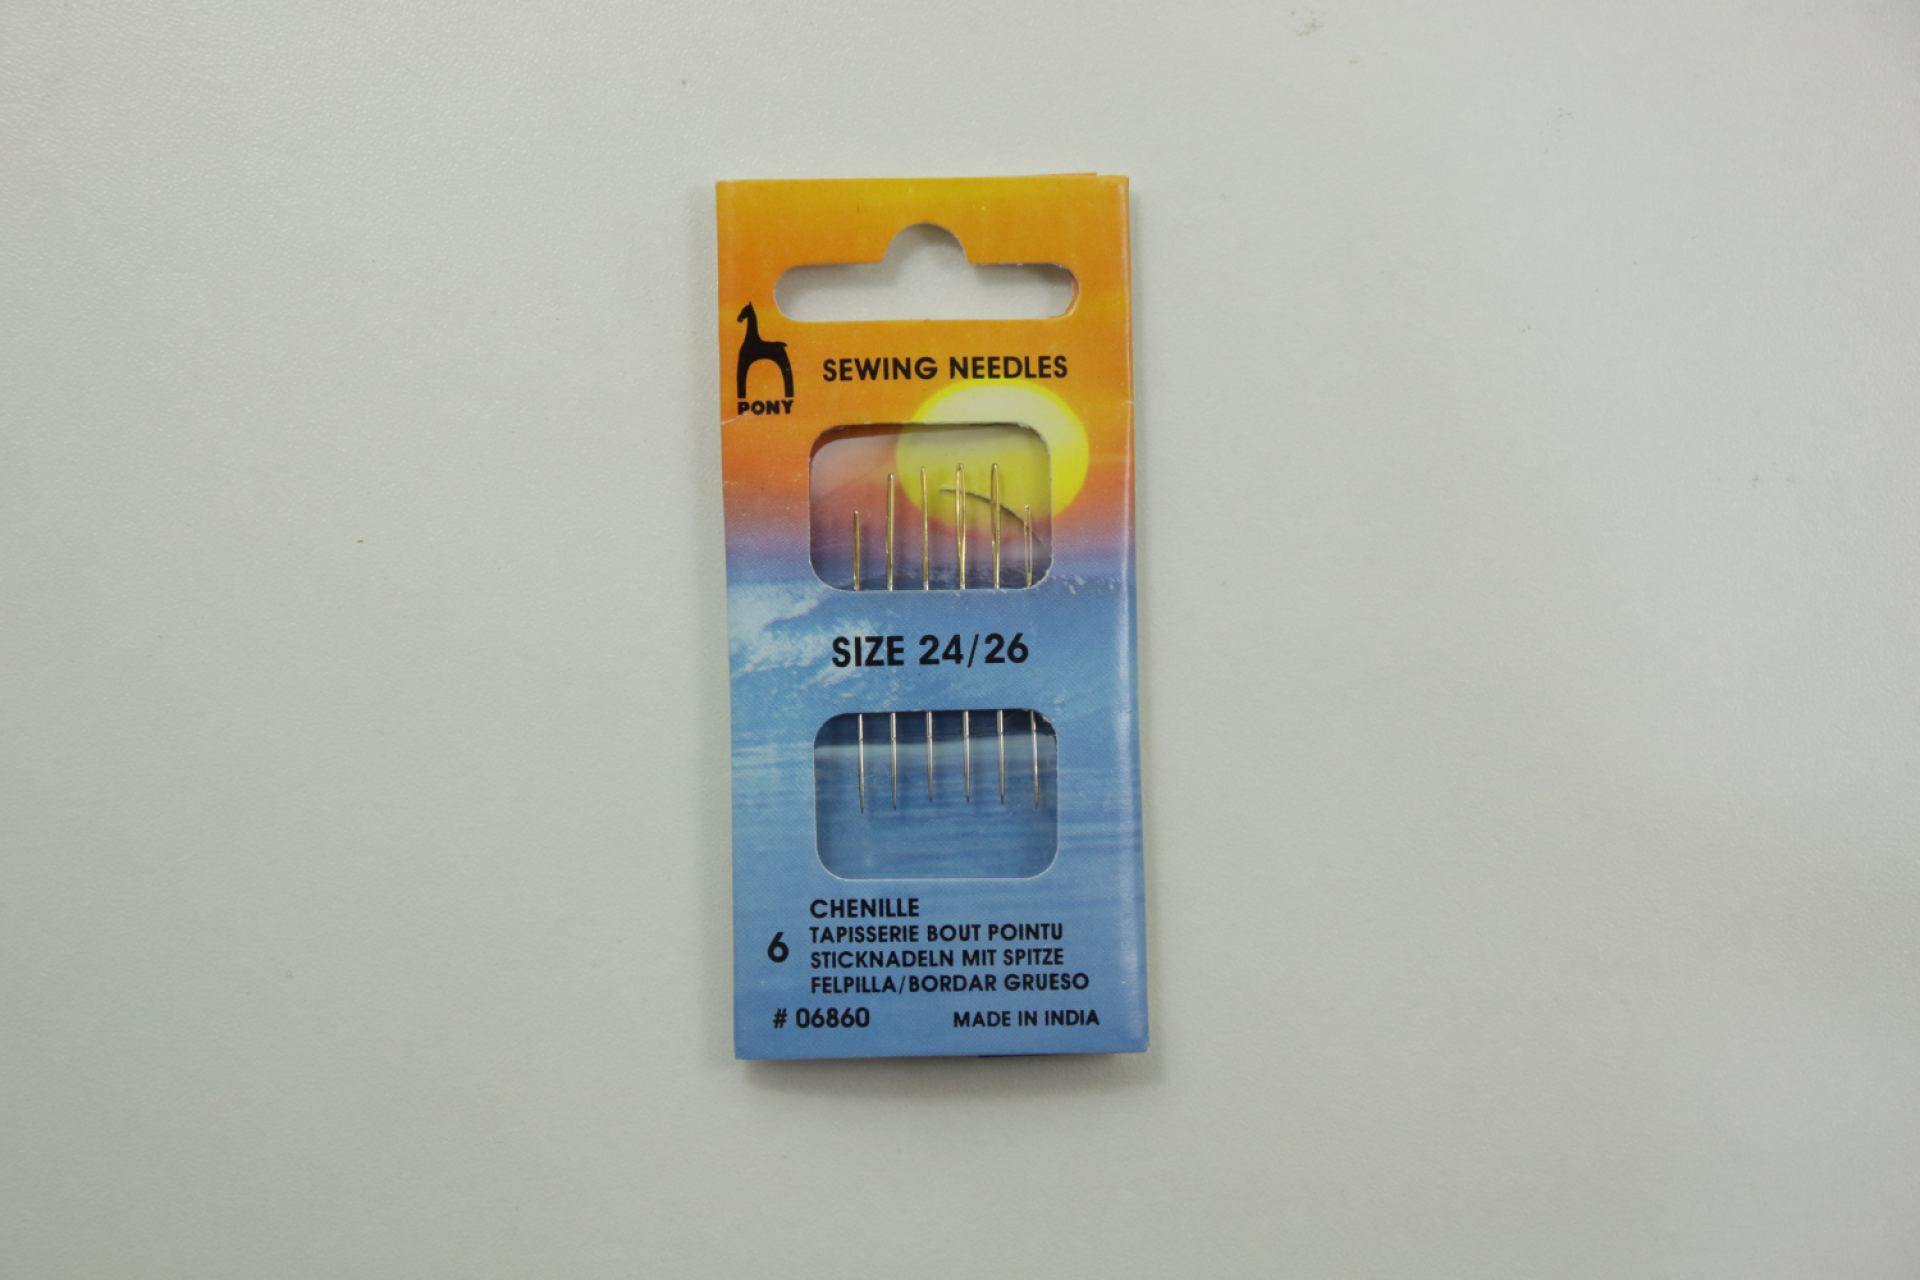 PONY
SEWING NEEDLES
SIZE 24/26
CHENILLE
6 TAPISSERIE BOUT POINTU
STICKNADELN MIT SPITZE
FELPILLA/BORDAR GRUESO
# 06860 MADE IN INDIA